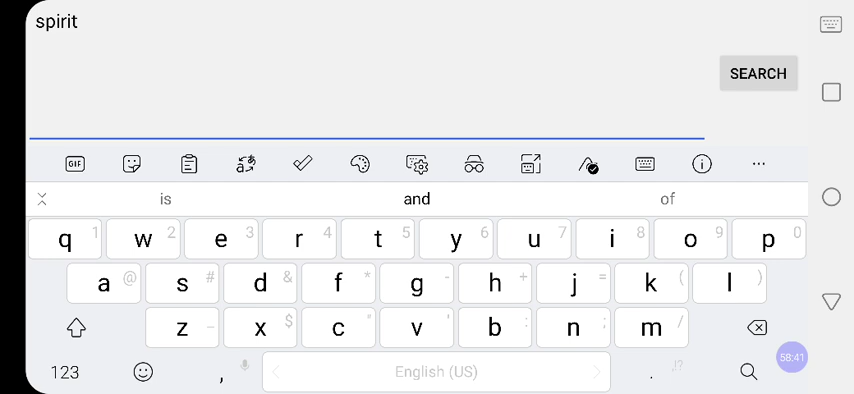 spirit
SEARCH
GIF
is and of
q 1 w 2 e 3 r 4 t 5 y 6 u 7 i 8 o 9 p 0
a @ s # d & f * g - h + j = k ( l )
z _ x $ c " v ' b : n ; m /
58:41
123 , English (US) . ,!?